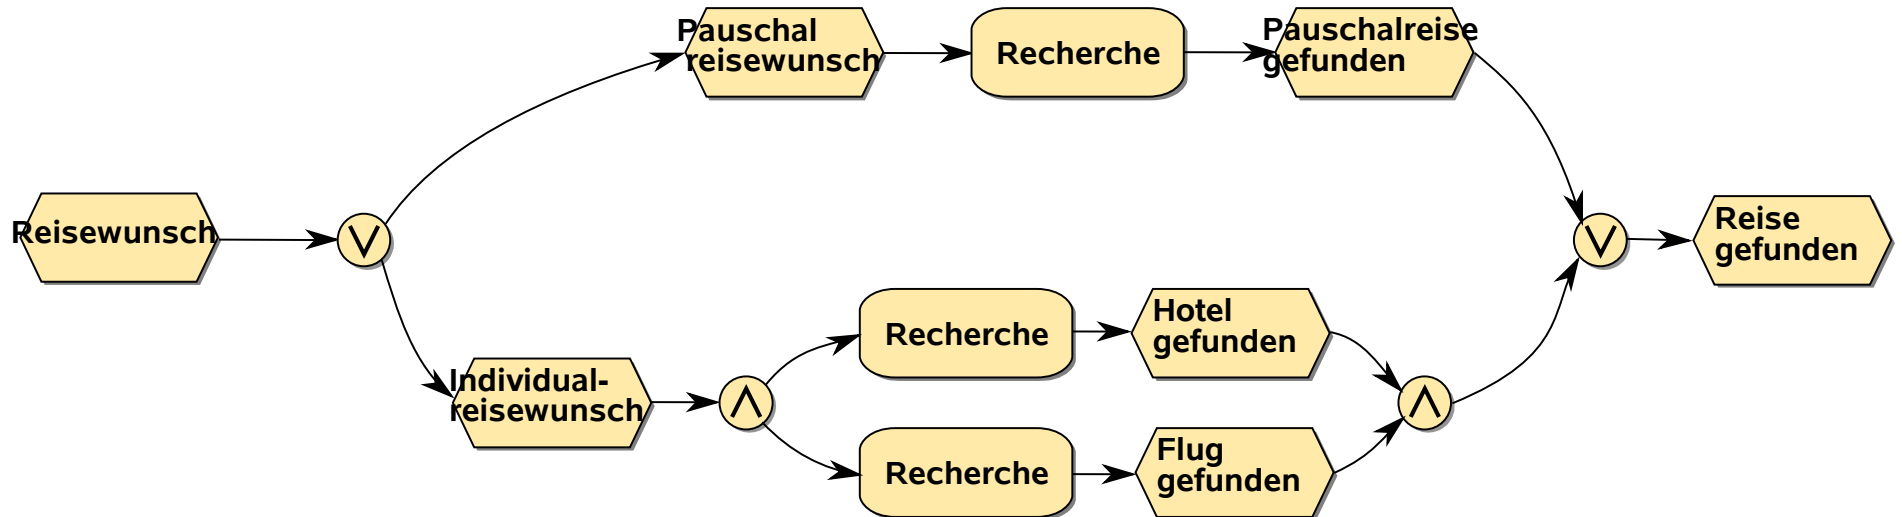 Pauschal
reisewunsch
Recherche
Pauschalreise
gefunden
Reisewunsch
Reise
gefunden
Recherche
Hotel
gefunden
Individual-
reisewunsch
Recherche
Flug
gefunden